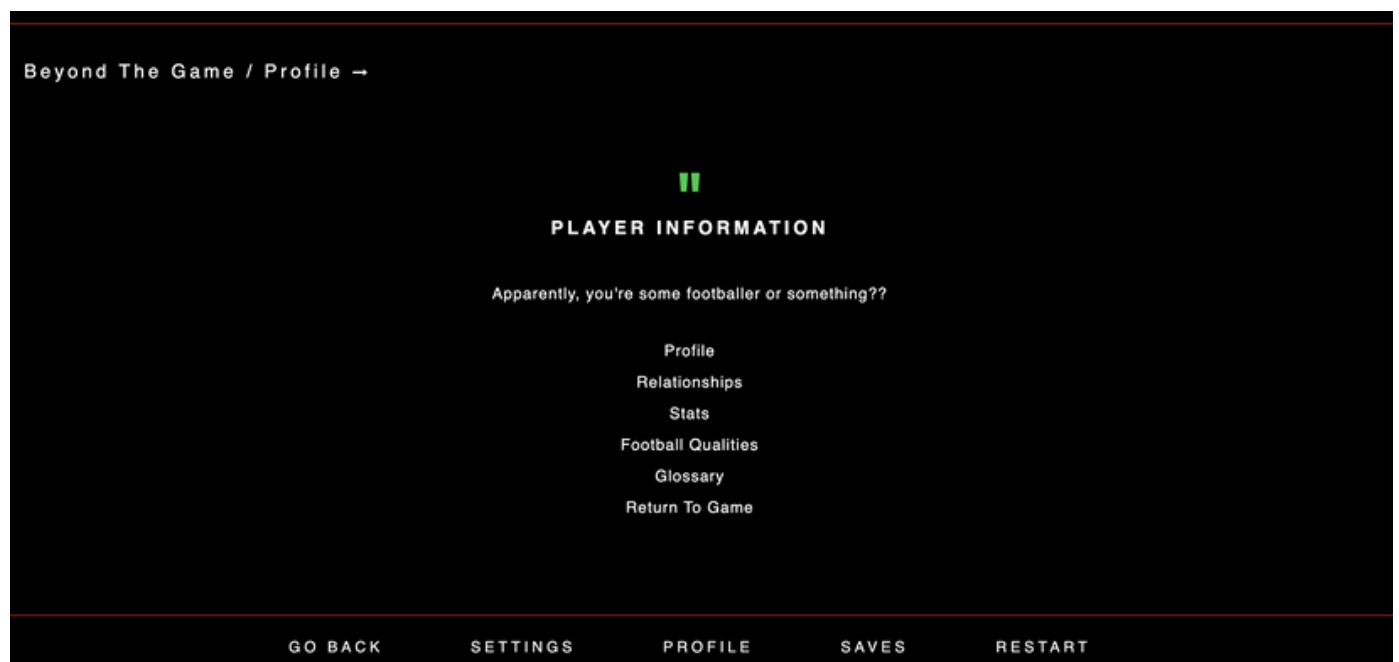 Beyond The Game / Profile →
"
PLAYER INFORMATION
Apparently, you're some footballer or something??
Profile
Relationships
Stats
Football Qualities
Glossary
Return To Game
GO BACK SETTINGS PROFILE SAVES RESTART